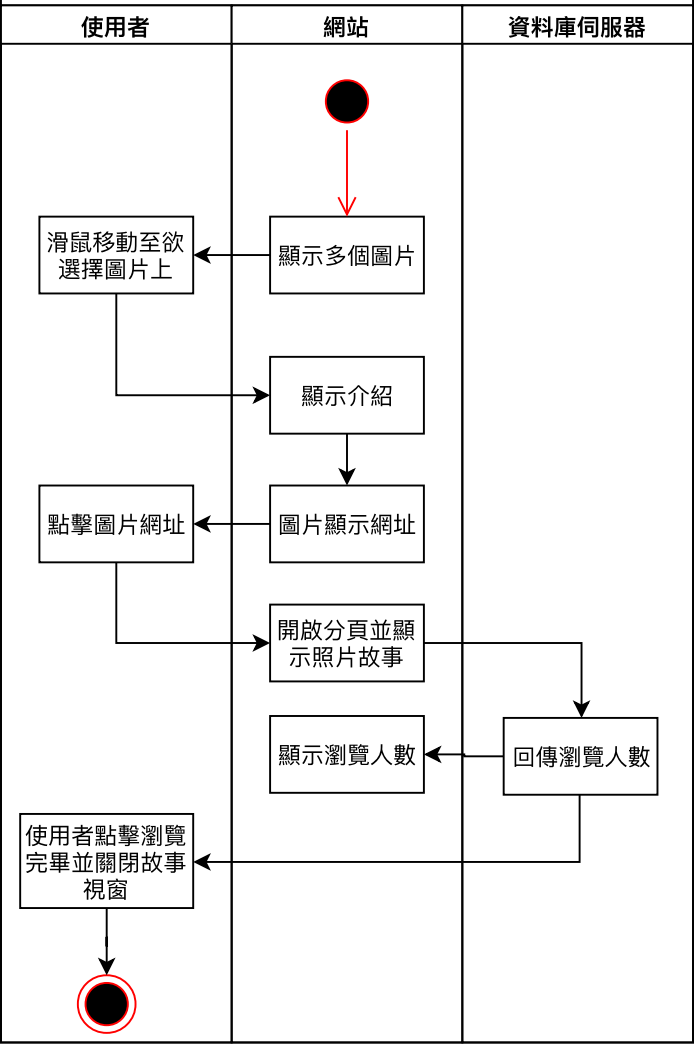 使用者
網站
資料庫伺服器
顯示多個圖片
滑鼠移動至欲
選擇圖片上
顯示介紹
圖片顯示網址
點擊圖片網址
開啟分頁並顯
示照片故事
回傳瀏覽人數
顯示瀏覽人數
使用者點擊瀏覽
完畢並關閉故事
視窗